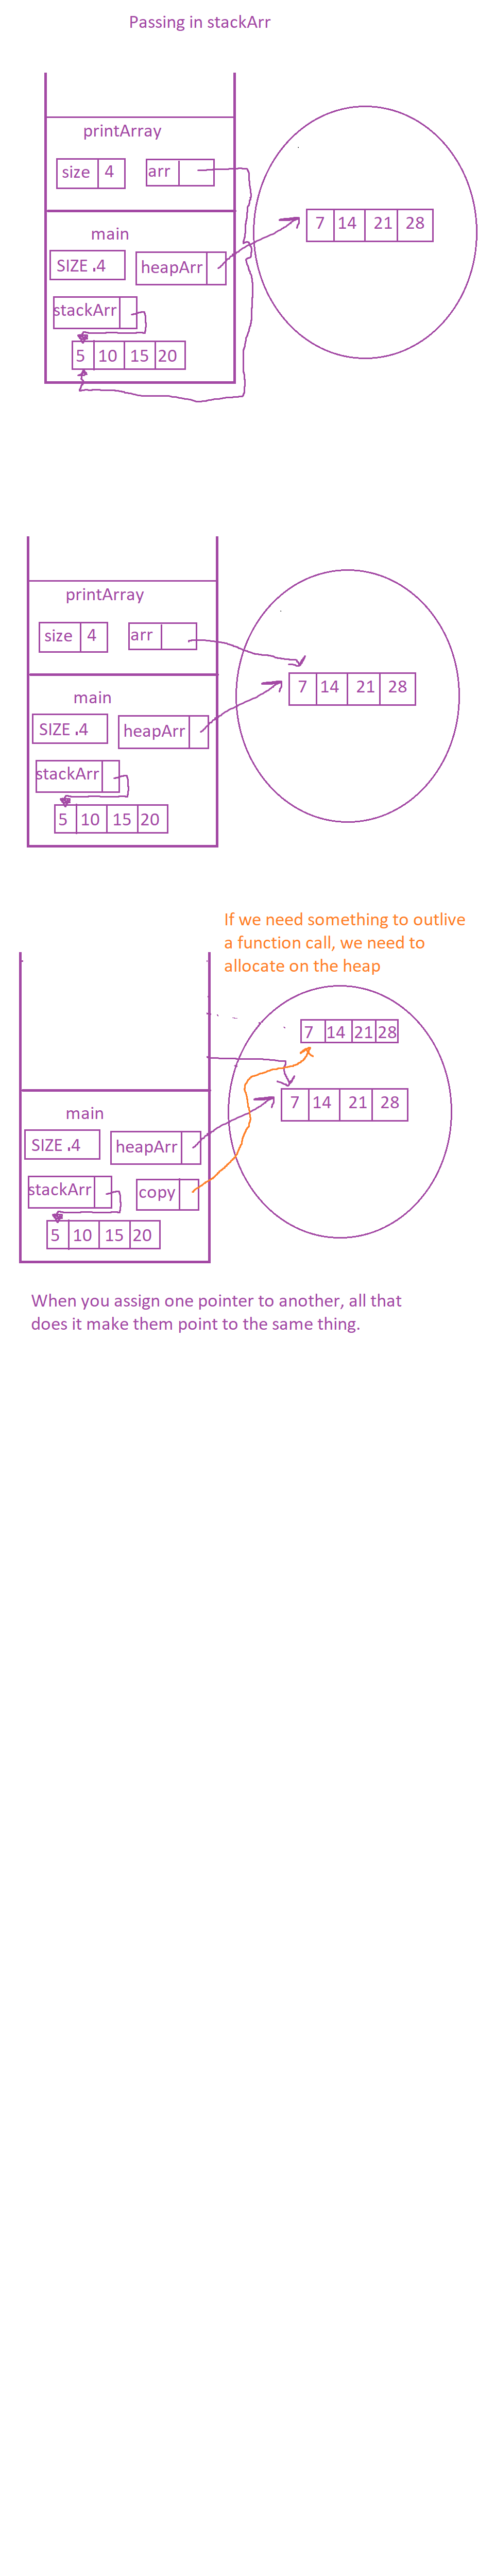 Passing in stackArr
printArray
size 4 arr
main
SIZE .4 heapArr
stackArr
5 10 15 20
7 14 21 28
printArray
size 4 arr
main
SIZE .4 heapArr
stackArr
5 10 15 20
7 14 21 28
If we need something to outlive
a function call, we need to
allocate on the heap
7 14 21 28
7 14 21 28
main
SIZE .4 heapArr
stackArr copy
5 10 15 20
When you assign one pointer to another, all that
does it make them point to the same thing.